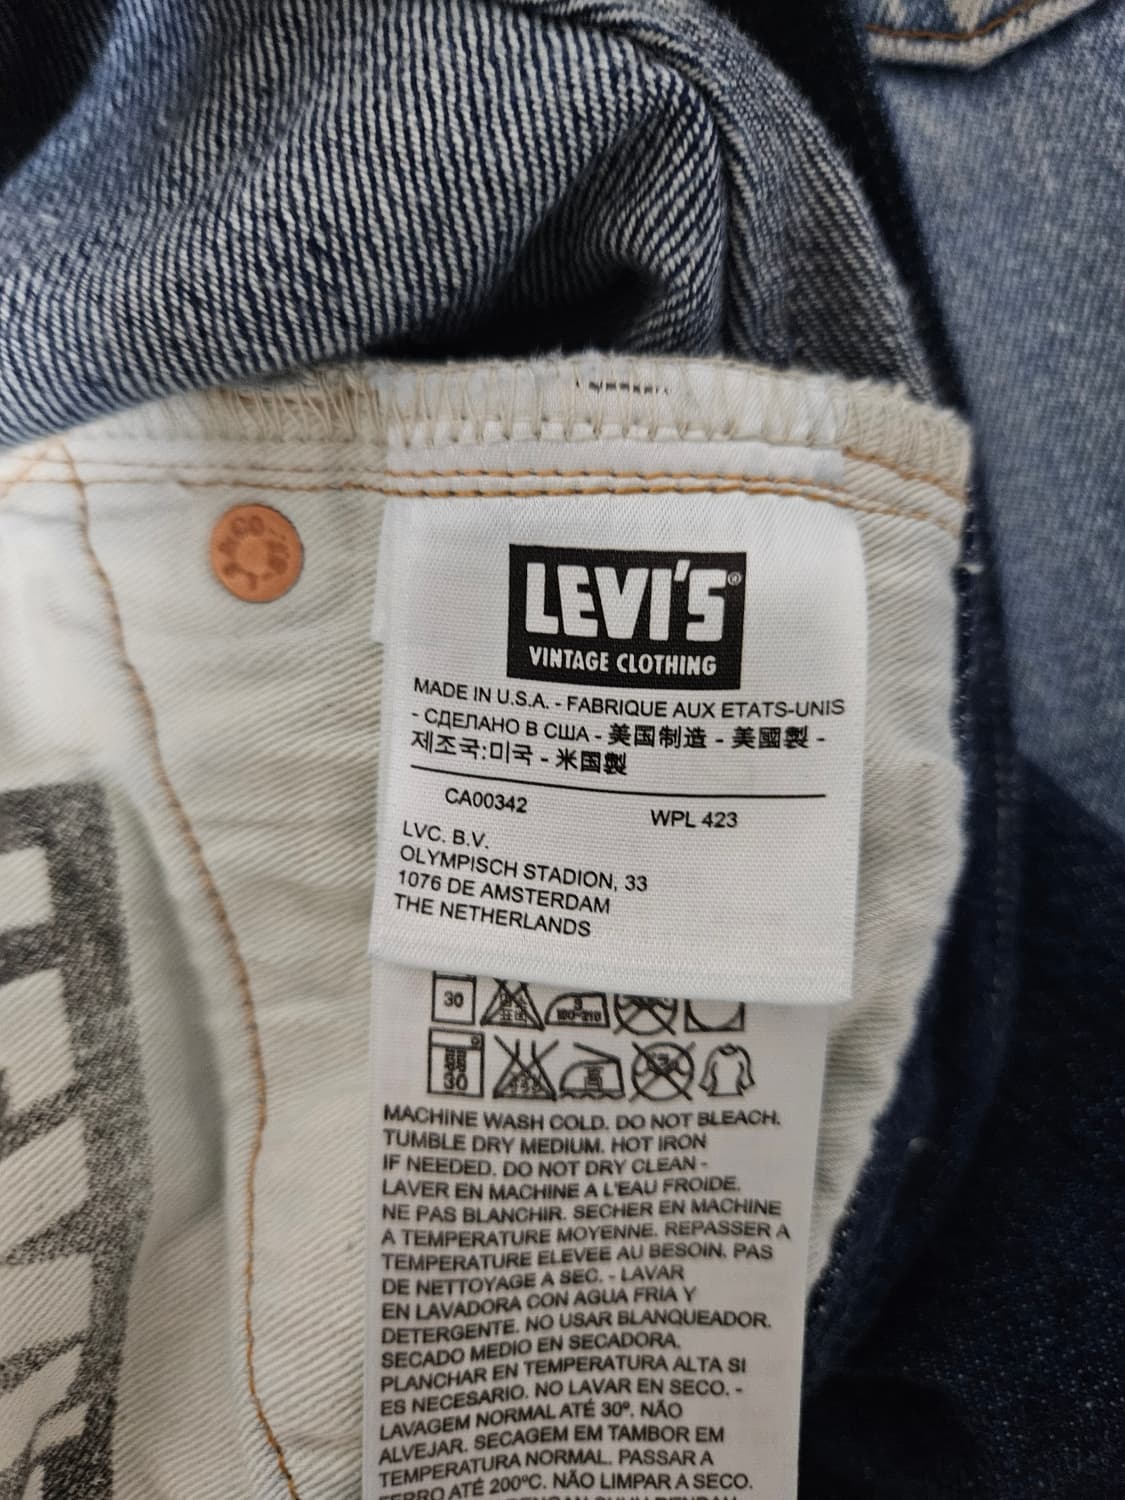 LEVI'S®
VINTAGE CLOTHING
MADE IN U.S.A. - FABRIQUE AUX ETATS-UNIS
- СДЕЛАНО В США - 美国制造 - 美國製 -
제조국:미국 - 米国製
CA00342 WPL 423
LVC. B.V.
OLYMPISCH STADION, 33
1076 DE AMSTERDAM
THE NETHERLANDS
30
30
MACHINE WASH COLD. DO NOT BLEACH.
TUMBLE DRY MEDIUM. HOT IRON
IF NEEDED. DO NOT DRY CLEAN -
LAVER EN MACHINE A L'EAU FROIDE.
NE PAS BLANCHIR. SECHER EN MACHINE
A TEMPERATURE MOYENNE. REPASSER A
TEMPERATURE ELEVEE AU BESOIN. PAS
DE NETTOYAGE A SEC. - LAVAR
EN LAVADORA CON AGUA FRIA Y
DETERGENTE. NO USAR BLANQUEADOR.
SECADO MEDIO EN SECADORA.
PLANCHAR EN TEMPERATURA ALTA SI
ES NECESARIO. NO LAVAR EN SECO. -
LAVAGEM NORMAL ATÉ 30º. NÃO
ALVEJAR. SECAGEM EM TAMBOR EM
TEMPERATURA NORMAL. PASSAR A
FERRO ATÉ 200ºC. NÃO LIMPAR A SECO.